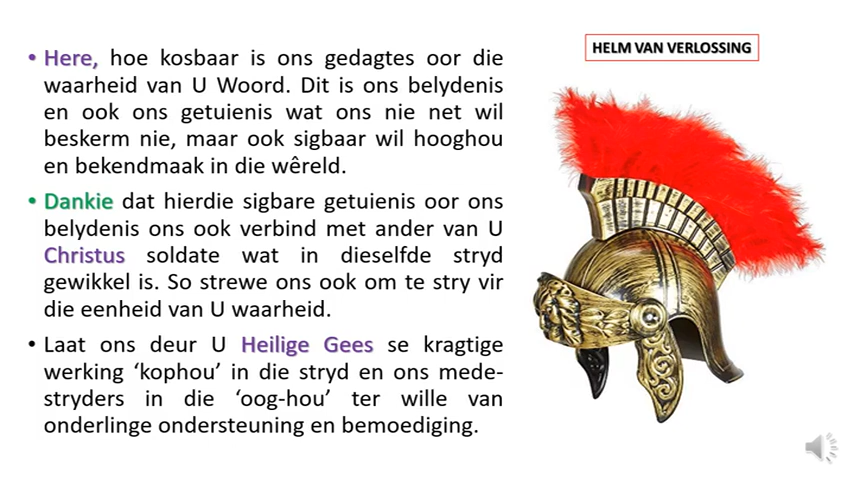 HELM VAN VERLOSSING
• Here, hoe kosbaar is ons gedagtes oor die
waarheid van U Woord. Dit is ons belydenis
en ook ons getuienis wat ons nie net wil
beskerm nie, maar ook sigbaar wil hooghou
en bekendmaak in die wêreld.
• Dankie dat hierdie sigbare getuienis oor ons
belydenis ons ook verbind met ander van U
Christus soldate wat in dieselfde stryd
gewikkel is. So strewe ons ook om te stry vir
die eenheid van U waarheid.
• Laat ons deur U Heilige Gees se kragtige
werking ‘kophou’ in die stryd en ons mede-
stryders in die ‘oog-hou’ ter wille van
onderlinge ondersteuning en bemoediging.